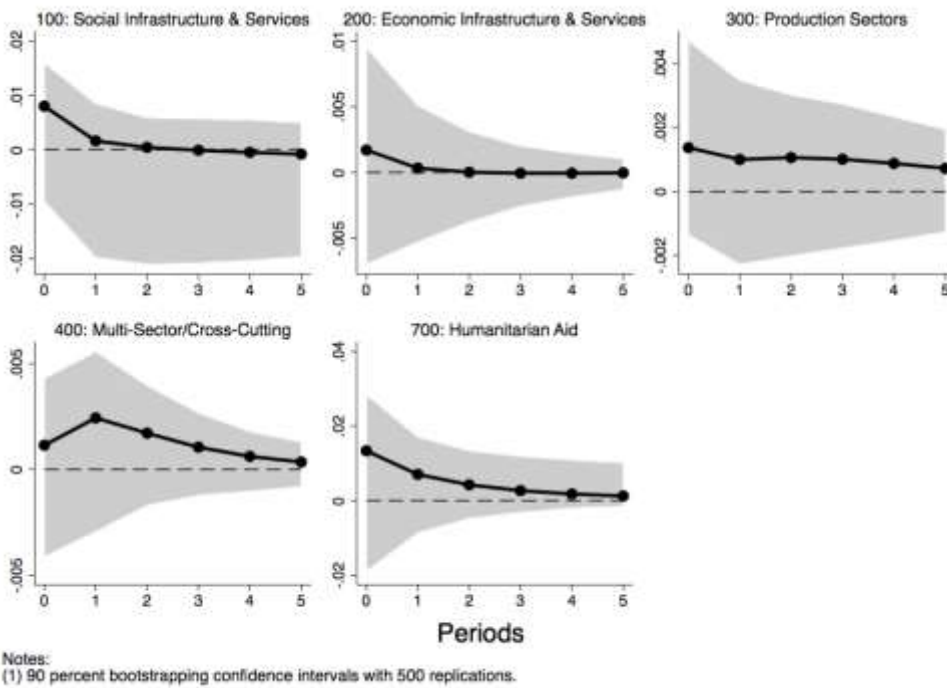 100: Social Infrastructure & Services
200: Economic Infrastructure & Services
300: Production Sectors
.02
.01
0
-.01
-.02
0 1 2 3 4 5
.01
.005
0
-.005
0 1 2 3 4 5
.004
.002
0
-.002
0 1 2 3 4 5
400: Multi-Sector/Cross-Cutting
700: Humanitarian Aid
.005
0
-.005
0 1 2 3 4 5
.04
.02
0
-.02
0 1 2 3 4 5
Periods
Notes:
(1) 90 percent bootstrapping confidence intervals with 500 replications.